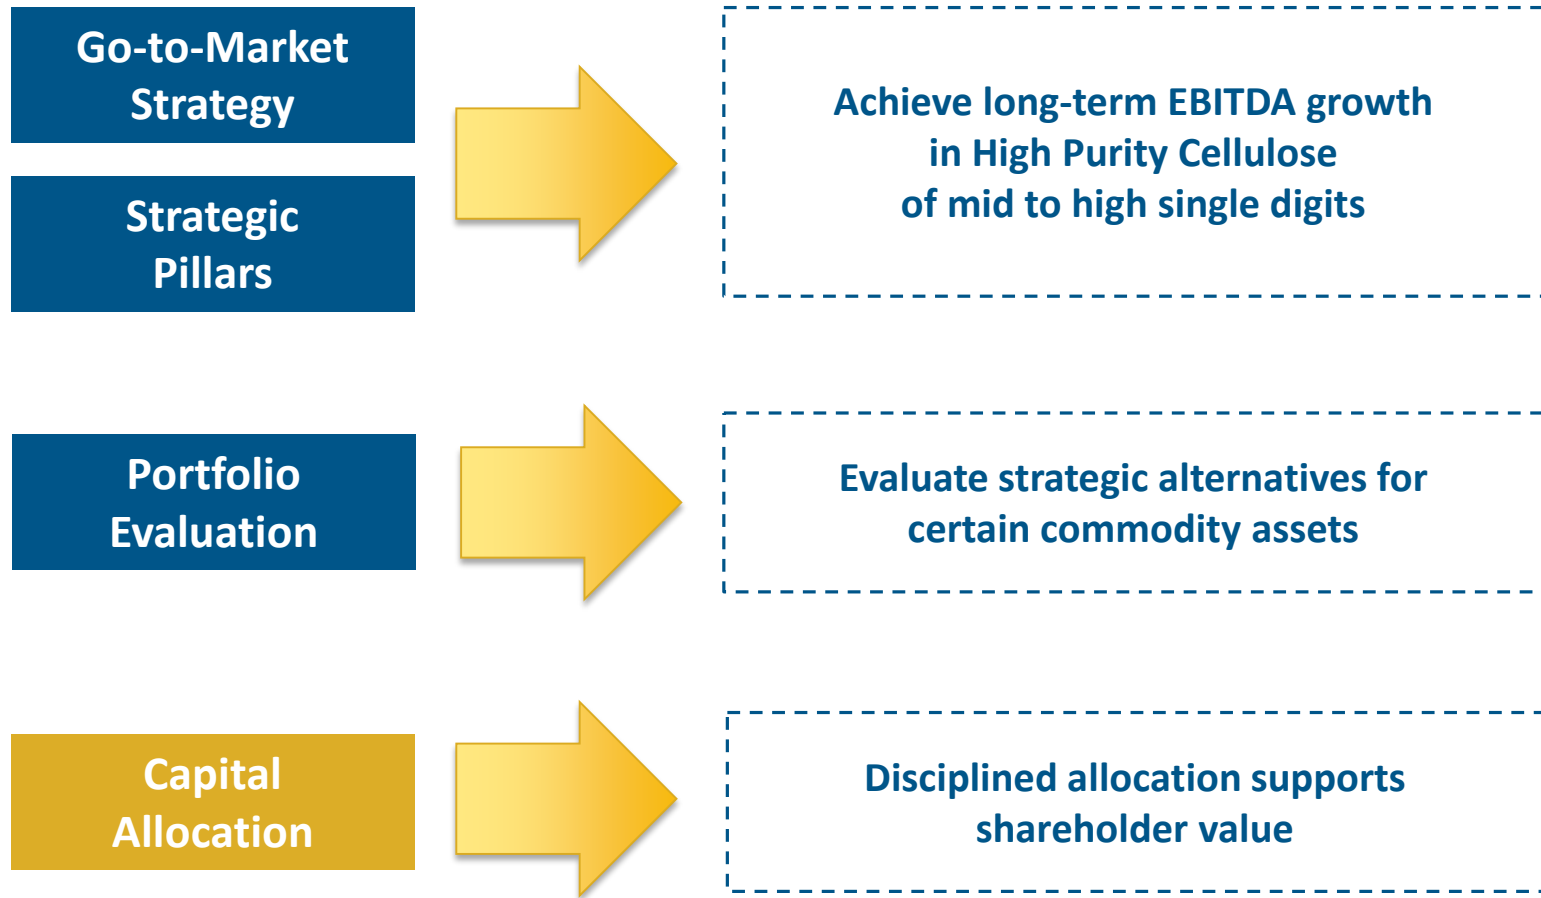 Go-to-Market
Strategy
Strategic
Pillars
Achieve long-term EBITDA growth
in High Purity Cellulose
of mid to high single digits
Portfolio
Evaluation
Evaluate strategic alternatives for
certain commodity assets
Capital
Allocation
Disciplined allocation supports
shareholder value